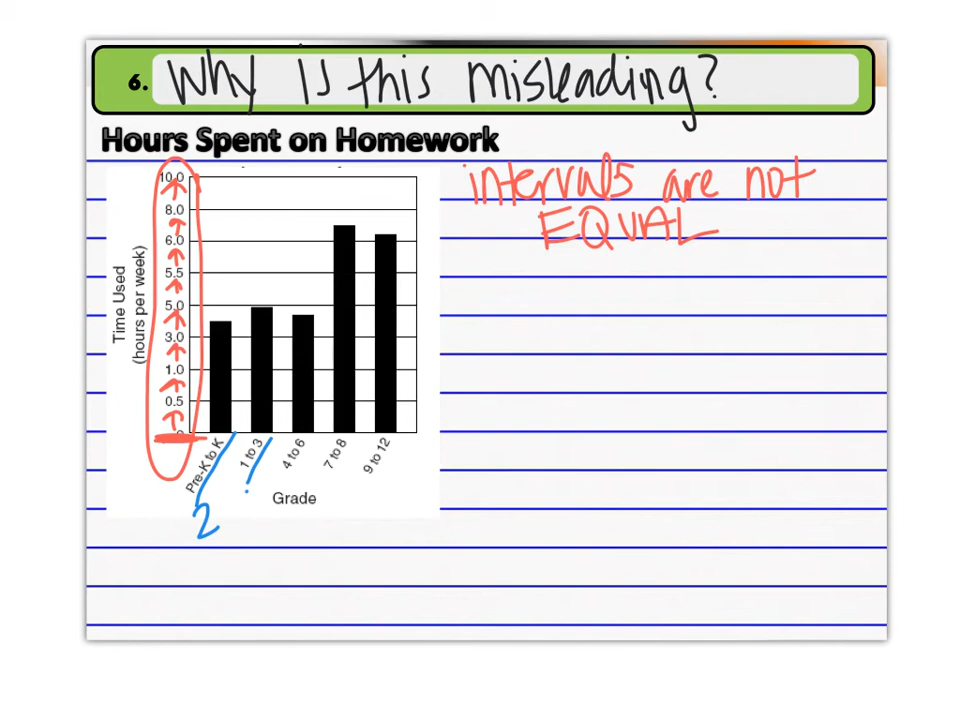 6. Why is this misleading?
Hours Spent on Homework
intervals are not
EQUAL
10.0
8.0
6.0
5.5
5.0
3.0
1.0
0.5
Time Used
(hours per week)
Pre-K to K
1 to 3
4 to 6
7 to 8
9 to 12
Grade
2